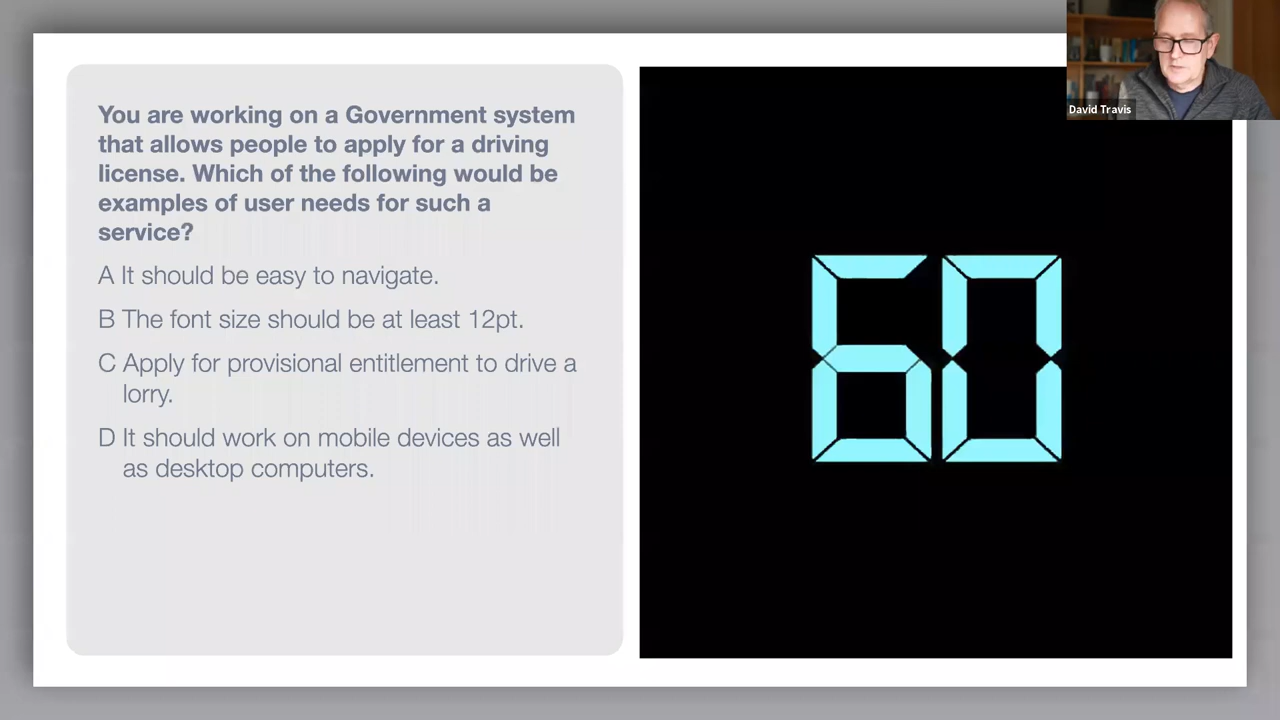 You are working on a Government system
that allows people to apply for a driving
license. Which of the following would be
examples of user needs for such a
service?
A It should be easy to navigate.
B The font size should be at least 12pt.
C Apply for provisional entitlement to drive a
lorry.
D It should work on mobile devices as well
as desktop computers.
60
David Travis